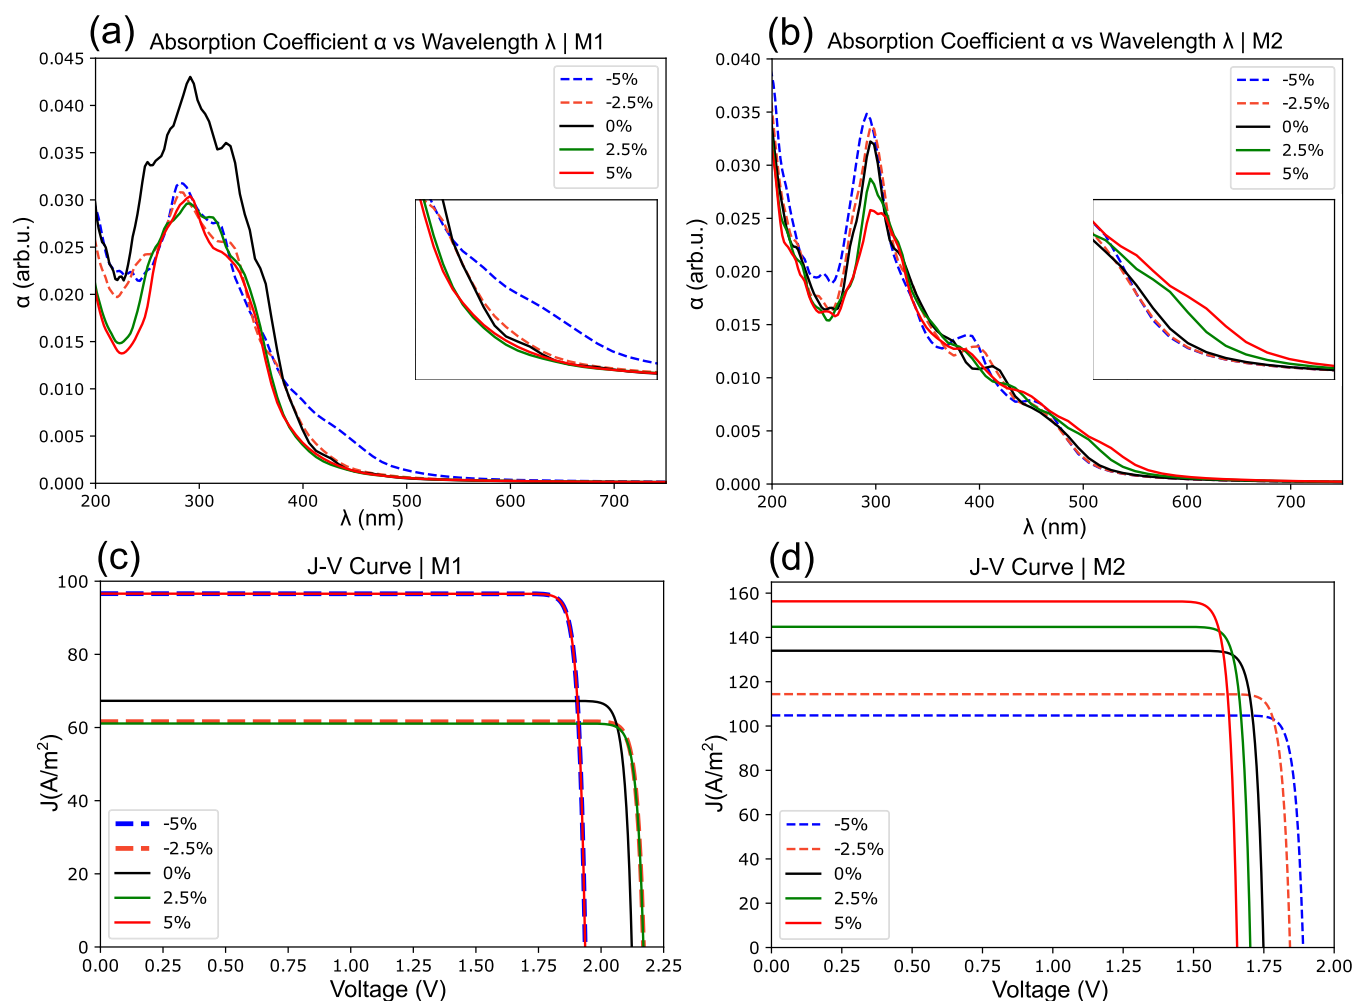 (a)
Absorption Coefficient α vs Wavelength λ | M1
0.045
0.040
0.035
0.030
0.025
0.020
0.015
0.010
0.005
0.000
α (arb.u.)
-5%
-2.5%
0%
2.5%
5%
200 300 400 500 600 700
λ (nm)
(b)
Absorption Coefficient α vs Wavelength λ | M2
0.040
0.035
0.030
0.025
0.020
0.015
0.010
0.005
0.000
α (arb.u.)
-5%
-2.5%
0%
2.5%
5%
200 300 400 500 600 700
λ (nm)
(c)
J-V Curve | M1
100
80
60
40
20
0
J(A/m²)
-5%
-2.5%
0%
2.5%
5%
0.00 0.25 0.50 0.75 1.00 1.25 1.50 1.75 2.00 2.25
Voltage (V)
(d)
J-V Curve | M2
160
140
120
100
80
60
40
20
0
J(A/m²)
-5%
-2.5%
0%
2.5%
5%
0.00 0.25 0.50 0.75 1.00 1.25 1.50 1.75 2.00
Voltage (V)